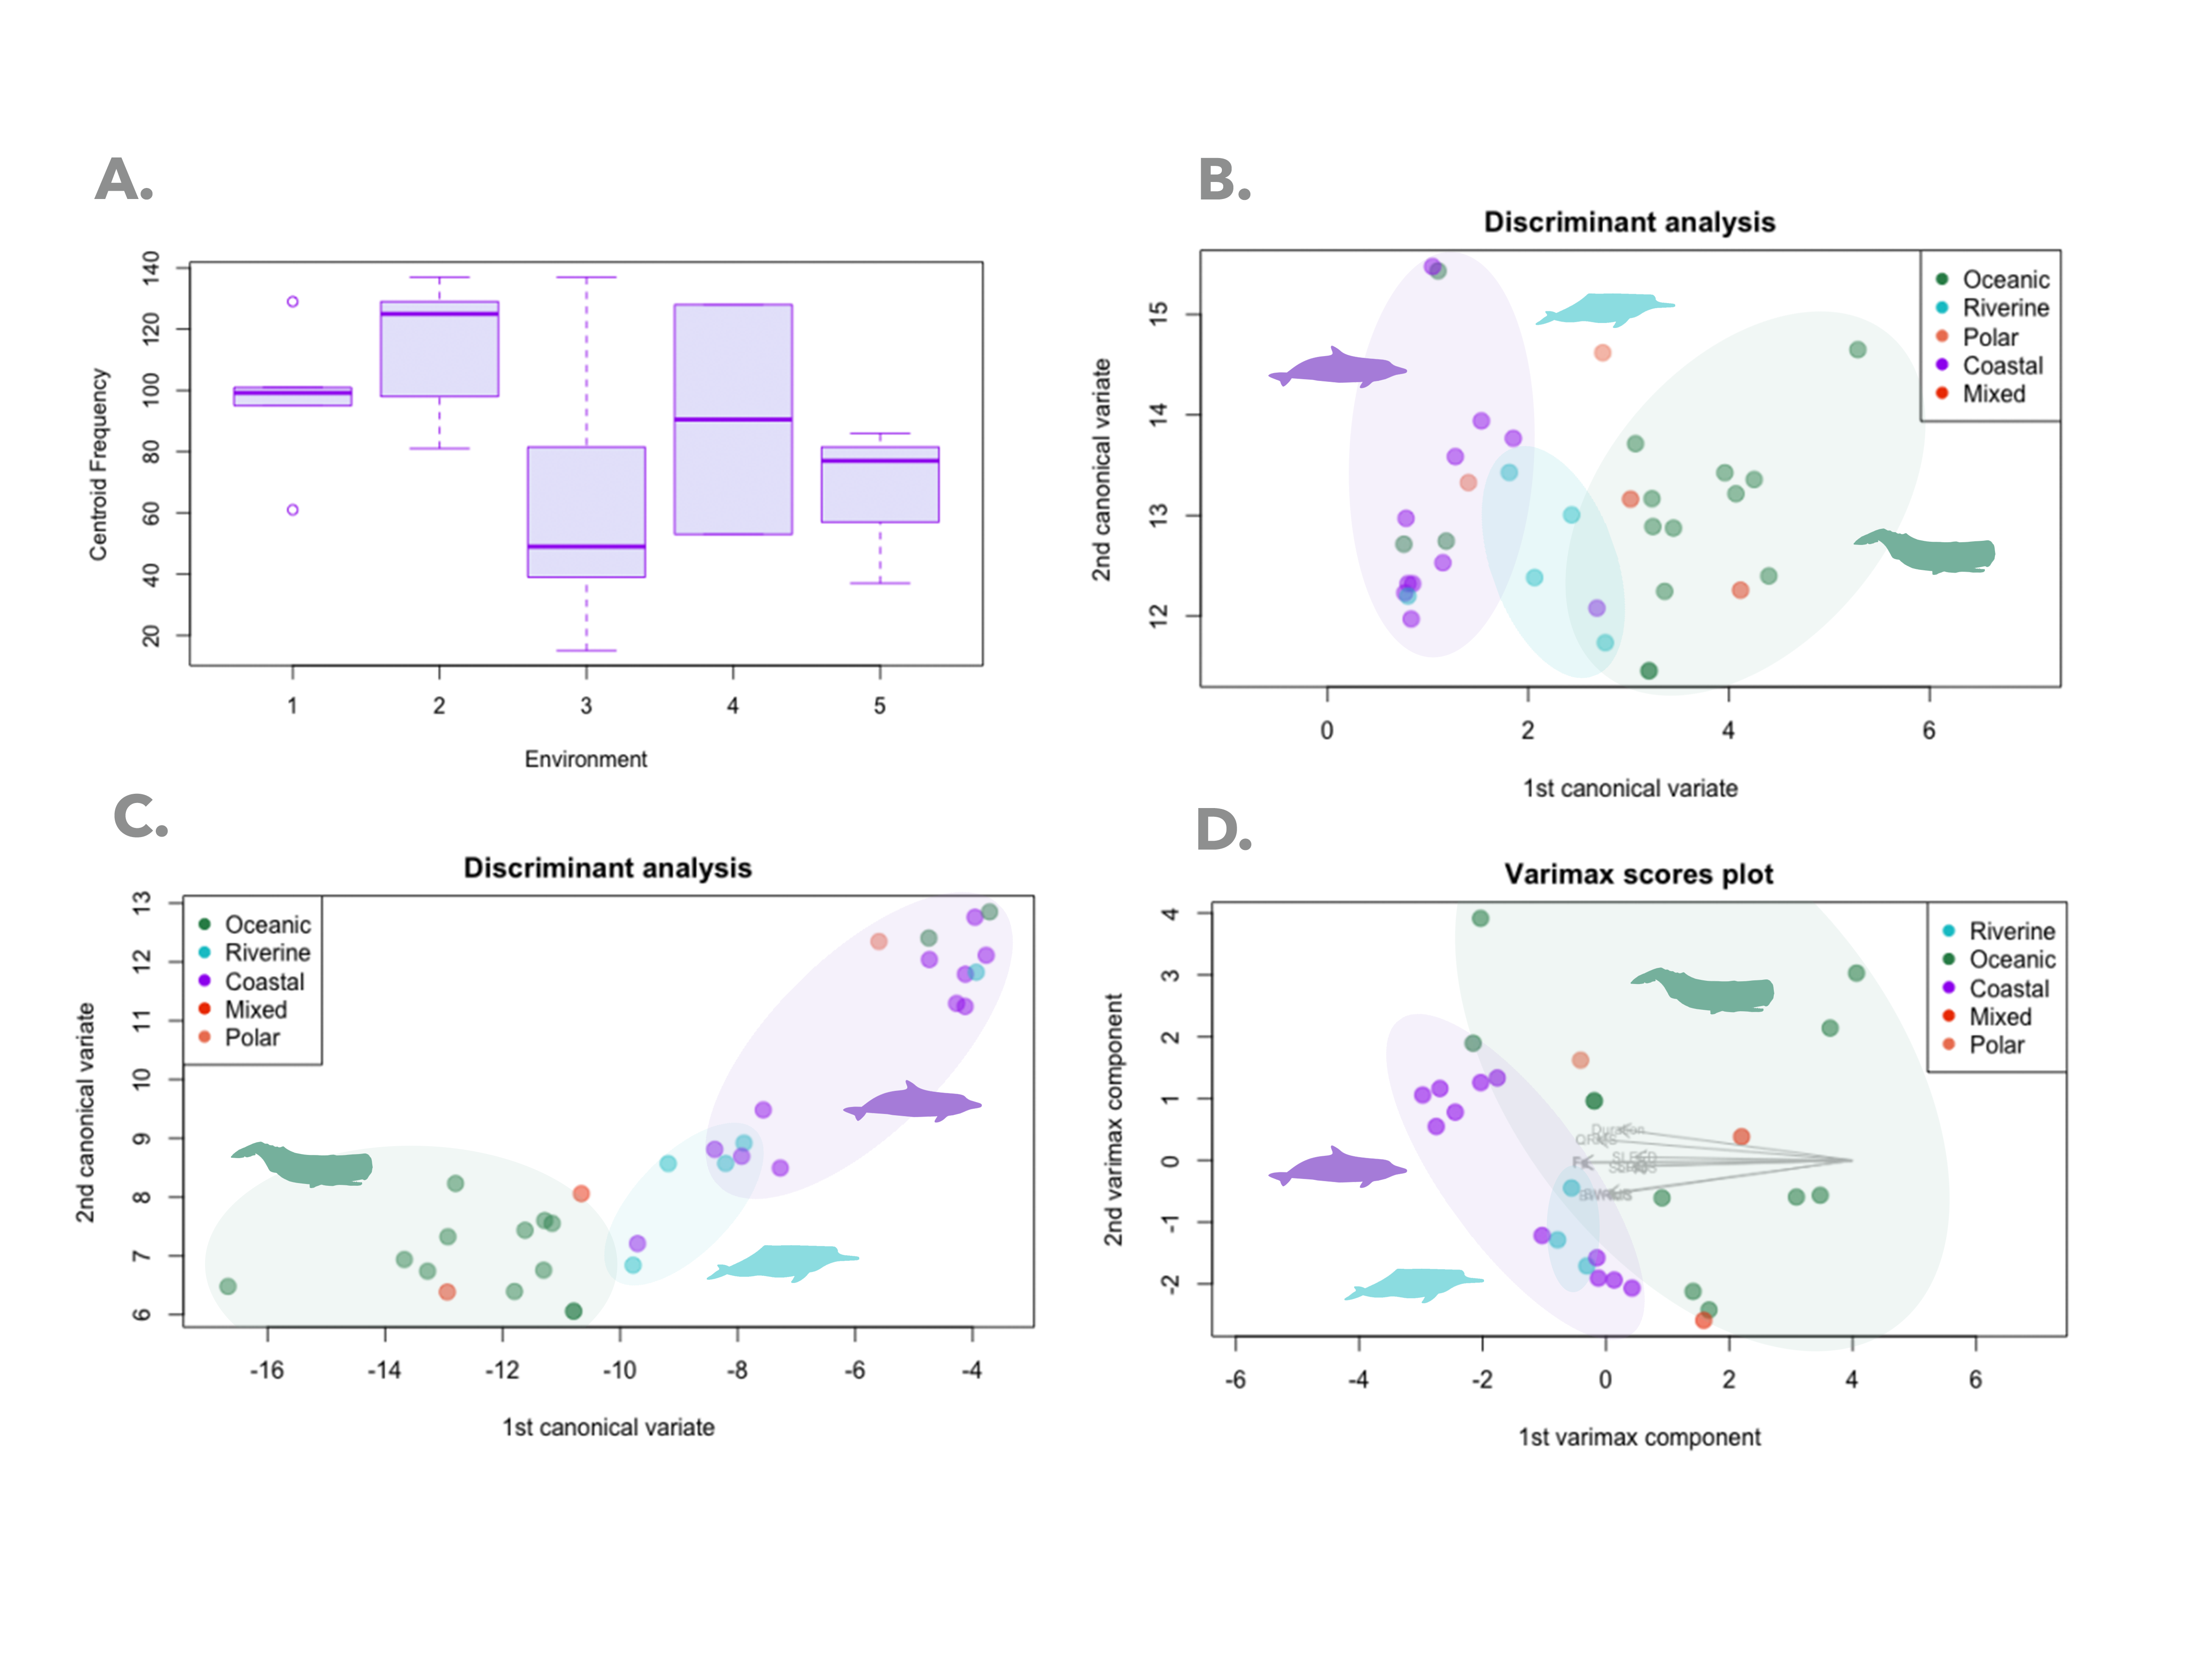 A.
140
120
100
80
60
40
20
Centroid Frequency
1 2 3 4 5
Environment
B.
Discriminant analysis
Oceanic
Riverine
Polar
Coastal
Mixed
15
14
13
12
2nd canonical variate
0 2 4 6
1st canonical variate
C.
Discriminant analysis
Oceanic
Riverine
Coastal
Mixed
Polar
13
12
11
10
9
8
7
6
2nd canonical variate
-16 -14 -12 -10 -8 -6 -4
1st canonical variate
D.
Varimax scores plot
Riverine
Oceanic
Coastal
Mixed
Polar
4
3
2
1
0
-1
-2
2nd varimax component
Duration
-6 -4 -2 0 2 4 6
1st varimax component